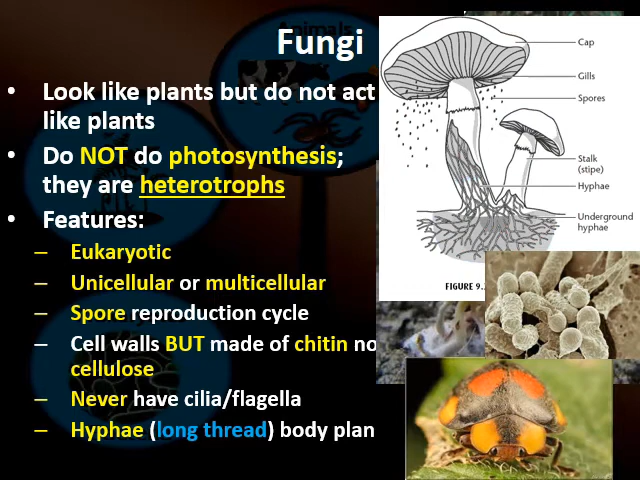 Animals
Fungi
• Look like plants but do not act
like plants
• Do NOT do photosynthesis;
they are heterotrophs
• Features:
– Eukaryotic
– Unicellular or multicellular
– Spore reproduction cycle
– Cell walls BUT made of chitin no
cellulose
– Never have cilia/flagella
– Hyphae (long thread) body plan
Cap
Gills
Spores
Stalk
(stipe)
Hyphae
Underground
hyphae
FIGURE 9.